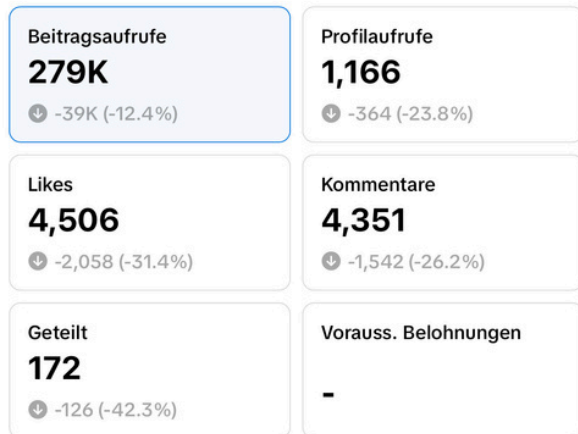 Beitragsaufrufe
279K
-39K (-12.4%)
Profilaufrufe
1,166
-364 (-23.8%)
Likes
4,506
-2,058 (-31.4%)
Kommentare
4,351
-1,542 (-26.2%)
Geteilt
172
-126 (-42.3%)
Vorauss. Belohnungen
-